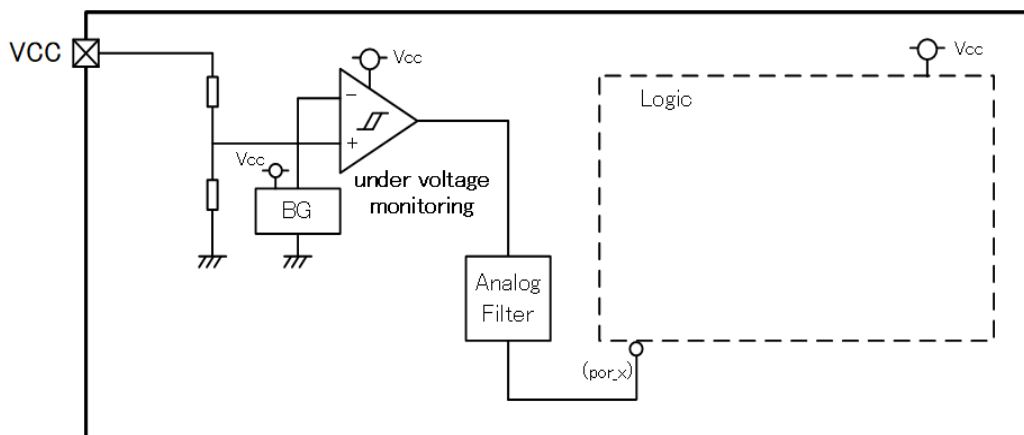 VCC
Vcc
Vcc
Logic
−
+
Vcc
under voltage
monitoring
BG
Analog
Filter
(por_x)